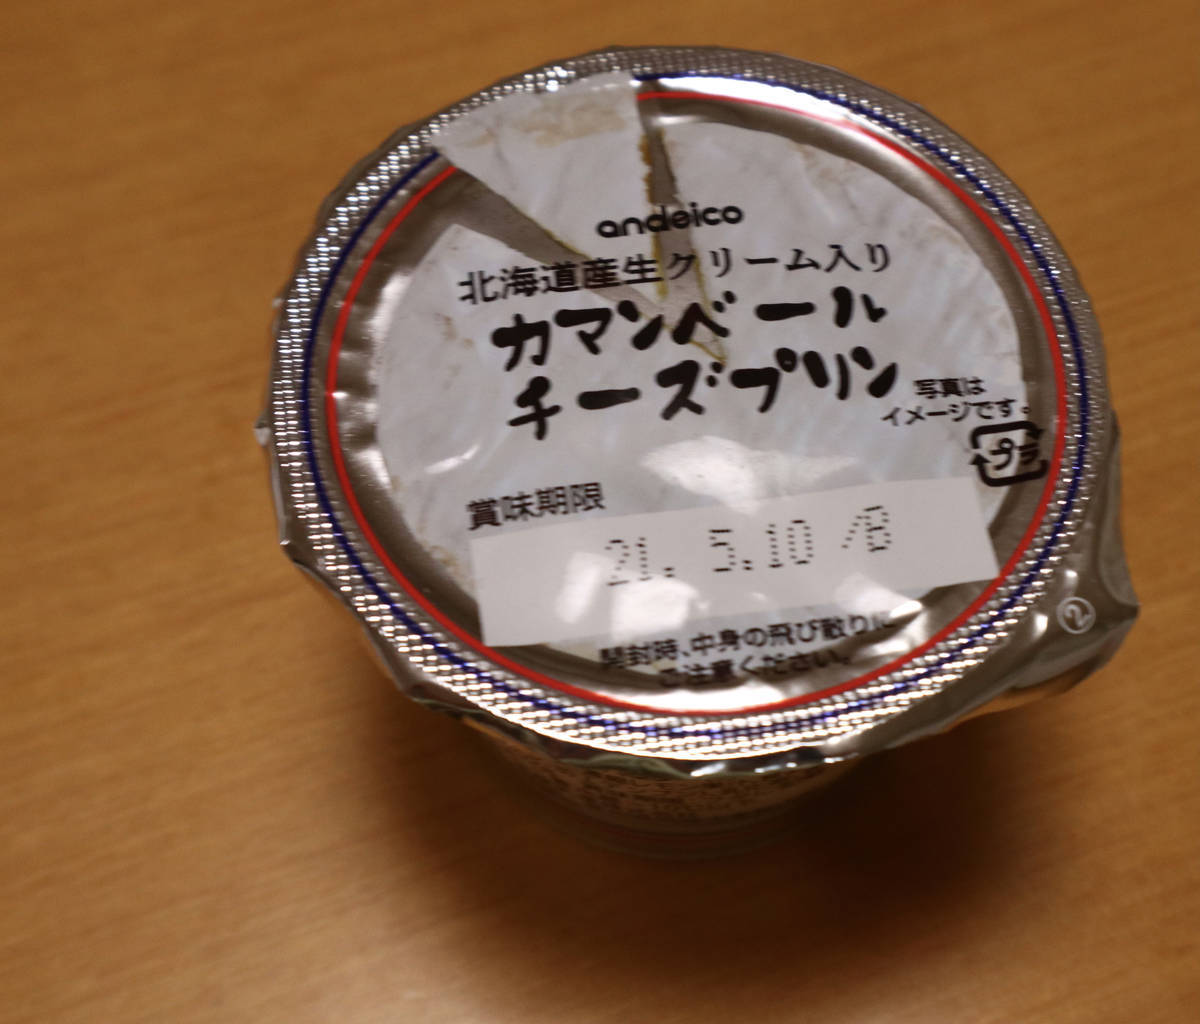 andeico
北海道産生クリーム入り
カマンベール
チーズプリン
写真は
イメージです。
プラ
賞味期限
21. 5.10 /B
開封時、中身の飛び散りに
ご注意ください。
2